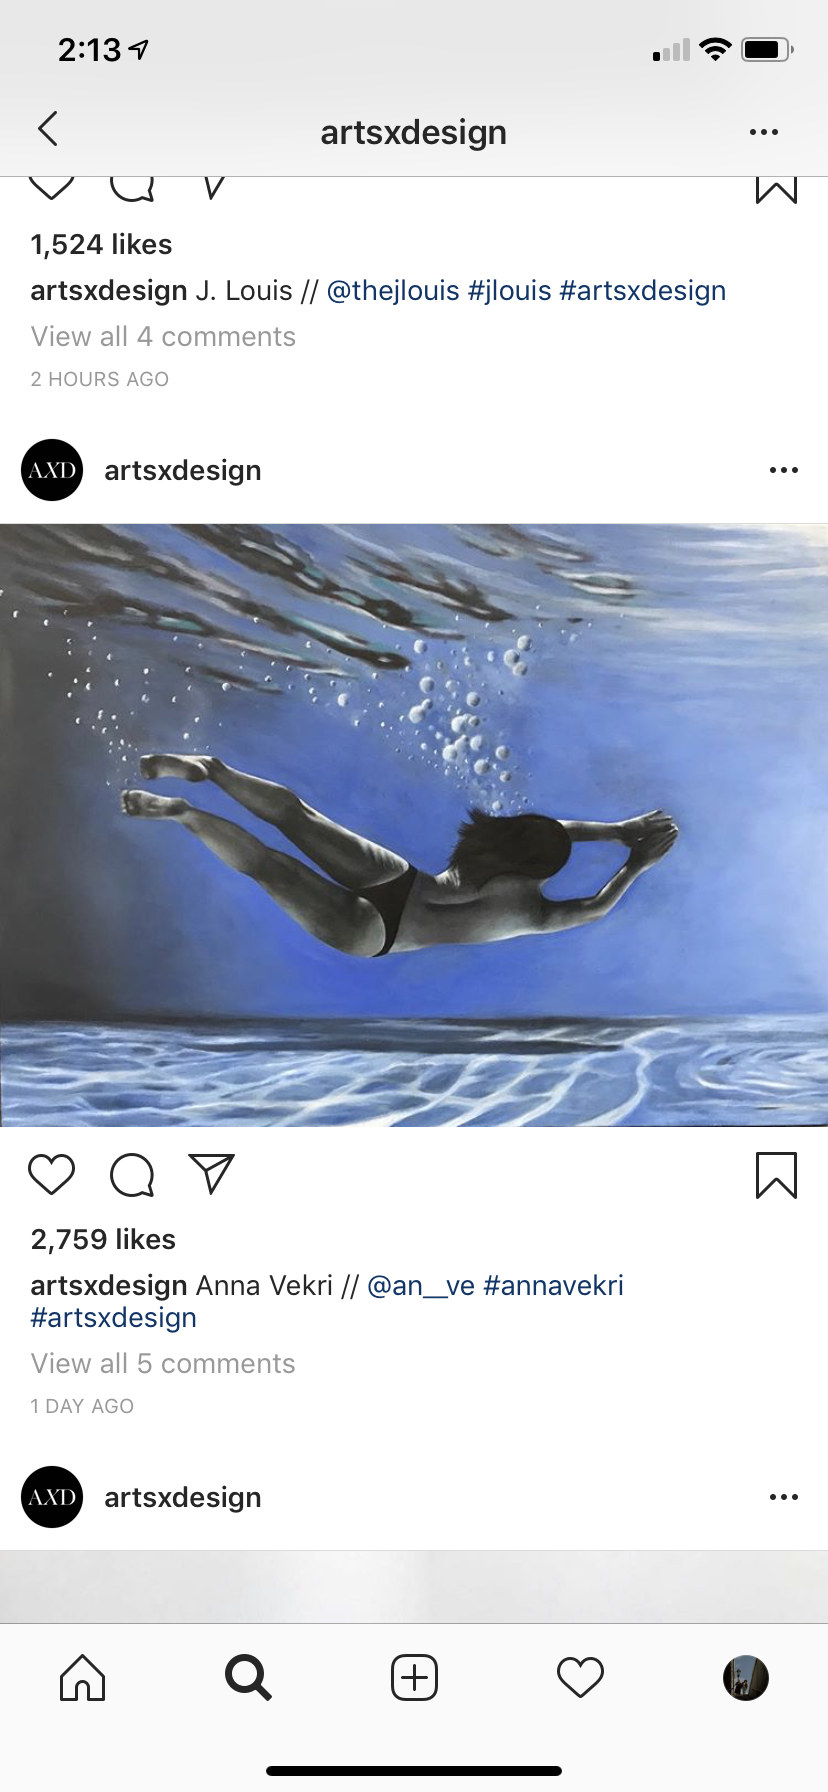 2:13
artsxdesign
1,524 likes
artsxdesign J. Louis // @thejlouis #jlouis #artsxdesign
View all 4 comments
2 HOURS AGO
AXD artsxdesign
2,759 likes
artsxdesign Anna Vekri // @an__ve #annavekri
#artsxdesign
View all 5 comments
1 DAY AGO
AXD artsxdesign